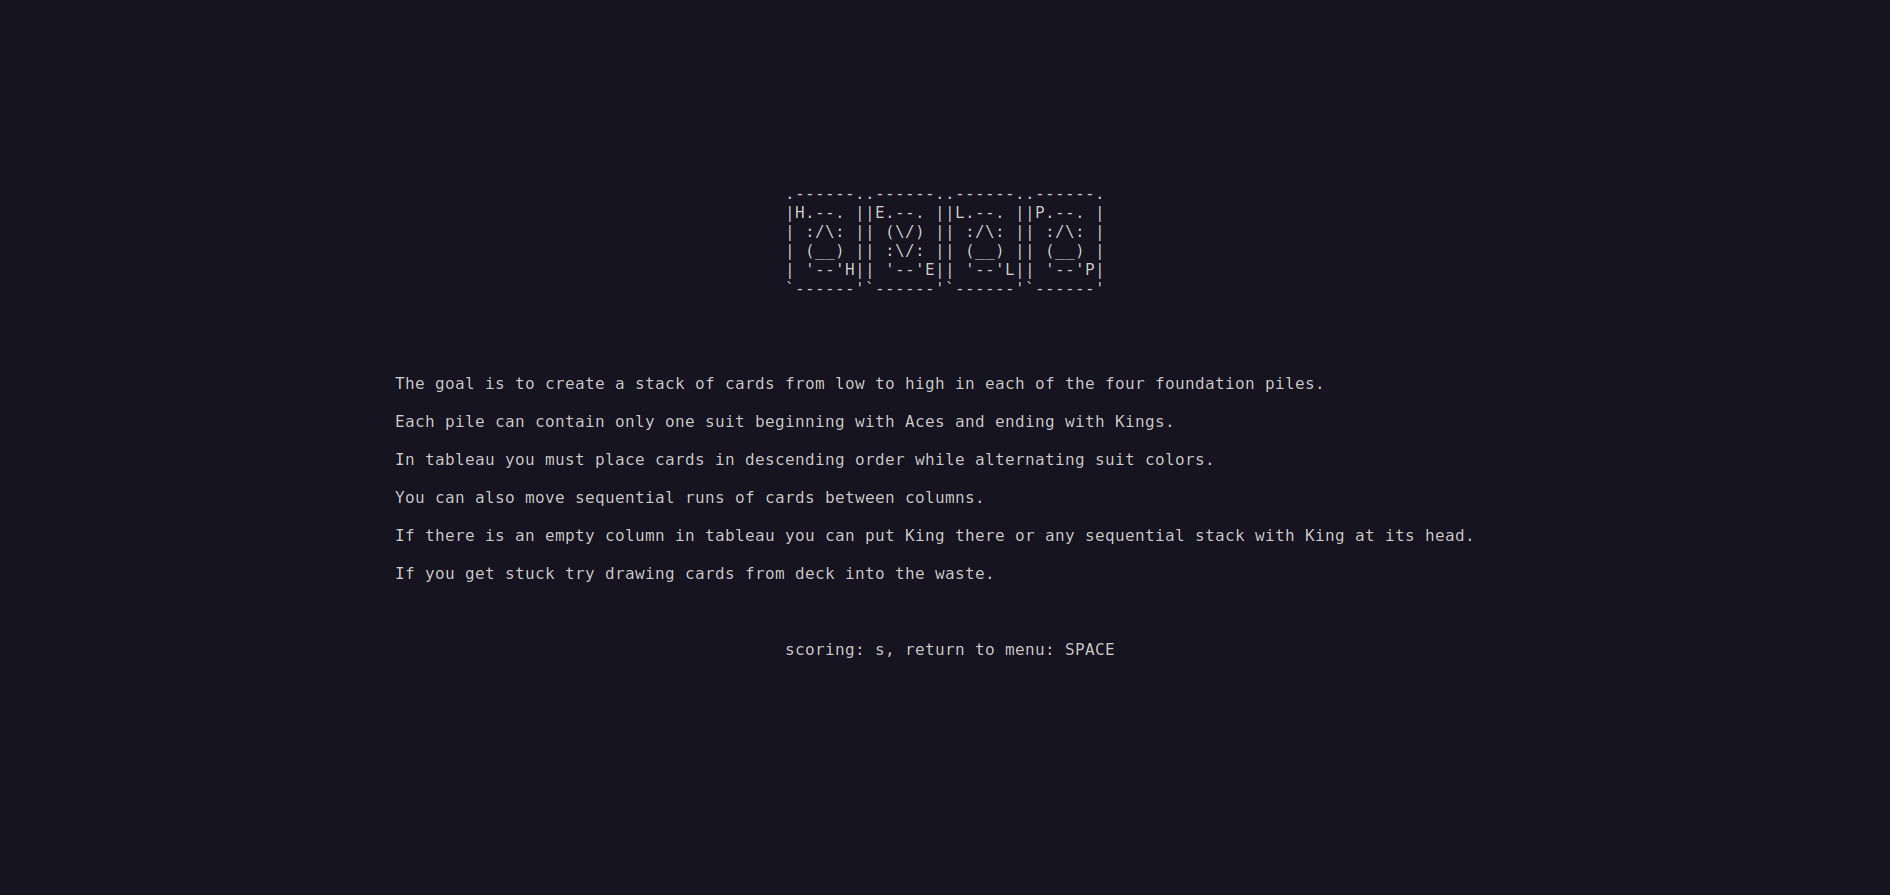 .------..------..------..------.
|H.--. ||E.--. ||L.--. ||P.--. |
| :/\: || (\/) || :/\: || :/\: |
| (__) || :\/: || (__) || (__) |
| '--'H|| '--'E|| '--'L|| '--'P|
`------'`------'`------'`------'
The goal is to create a stack of cards from low to high in each of the four foundation piles.
Each pile can contain only one suit beginning with Aces and ending with Kings.
In tableau you must place cards in descending order while alternating suit colors.
You can also move sequential runs of cards between columns.
If there is an empty column in tableau you can put King there or any sequential stack with King at its head.
If you get stuck try drawing cards from deck into the waste.
scoring: s, return to menu: SPACE